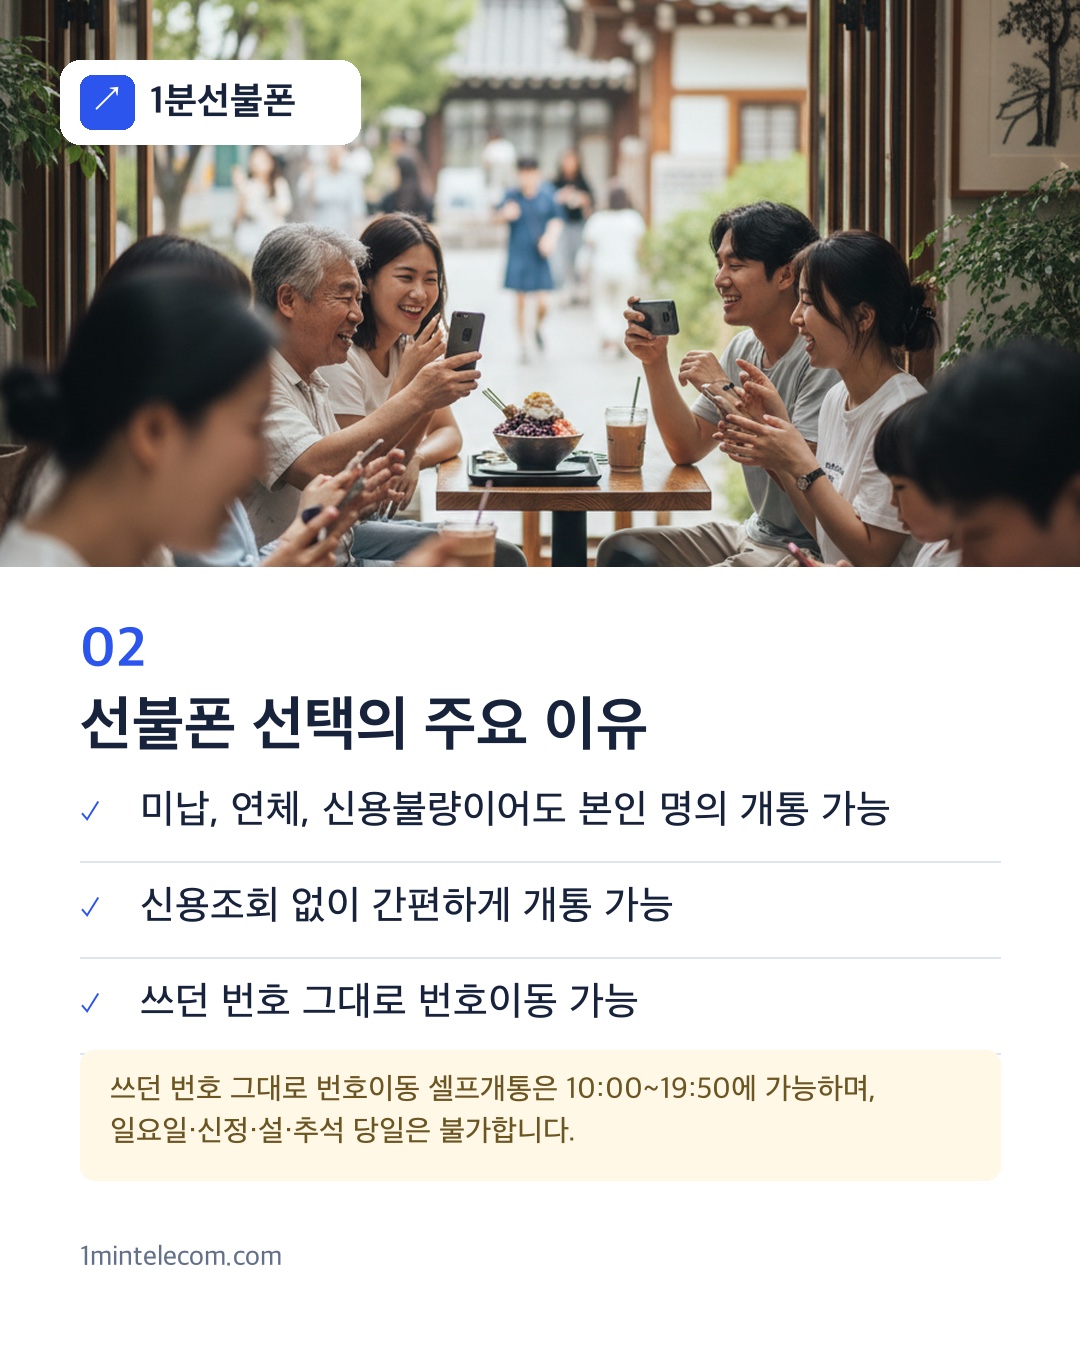 1분선불폰
02
선불폰 선택의 주요 이유
미납, 연체, 신용불량이어도 본인 명의 개통 가능
신용조회 없이 간편하게 개통 가능
쓰던 번호 그대로 번호이동 가능
쓰던 번호 그대로 번호이동 셀프개통은 10:00~19:50에 가능하며,
일요일·신정·설·추석 당일은 불가합니다.
1mintelecom.com